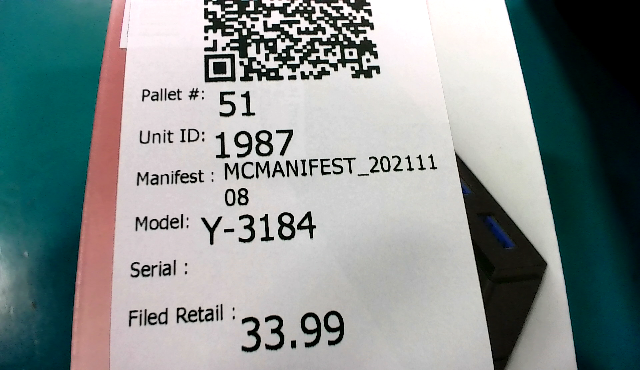 Pallet #: 51
Unit ID: 1987
Manifest : MCMANIFEST_202111
08
Model: Y-3184
Serial :
Filed Retail : 33.99